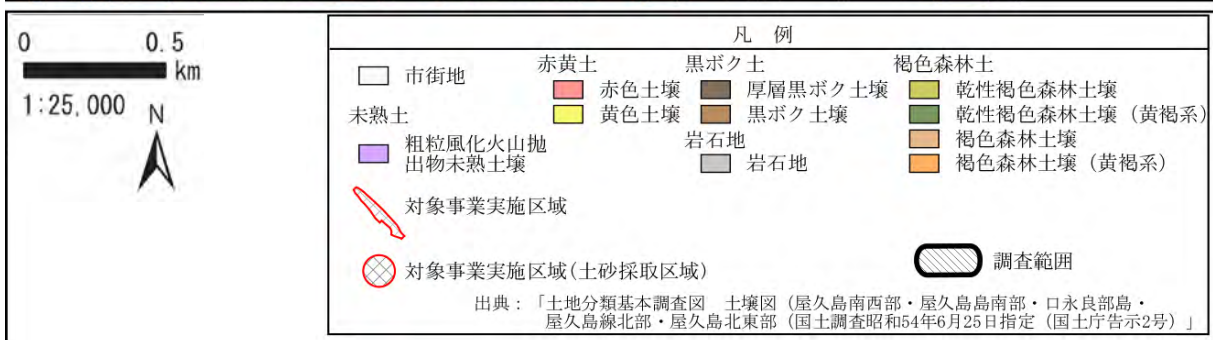 0 0.5
km
1:25,000
N
凡 例
市街地
未熟土
粗粒風化火山拋
出物未熟土壌
赤黄土
赤色土壌
黄色土壌
黒ボク土
厚層黒ボク土壌
黒ボク土壌
岩石地
岩石地
褐色森林土
乾性褐色森林土壌
乾性褐色森林土壌（黄褐系）
褐色森林土壌
褐色森林土壌（黄褐系）
対象事業実施区域
対象事業実施区域(土砂採取区域)
調査範囲
出典：「土地分類基本調査図 土壌図（屋久島南西部・屋久島島南部・口永良部島・
屋久島線北部・屋久島北東部（国土調査昭和54年6月25日指定（国土庁告示2号）」